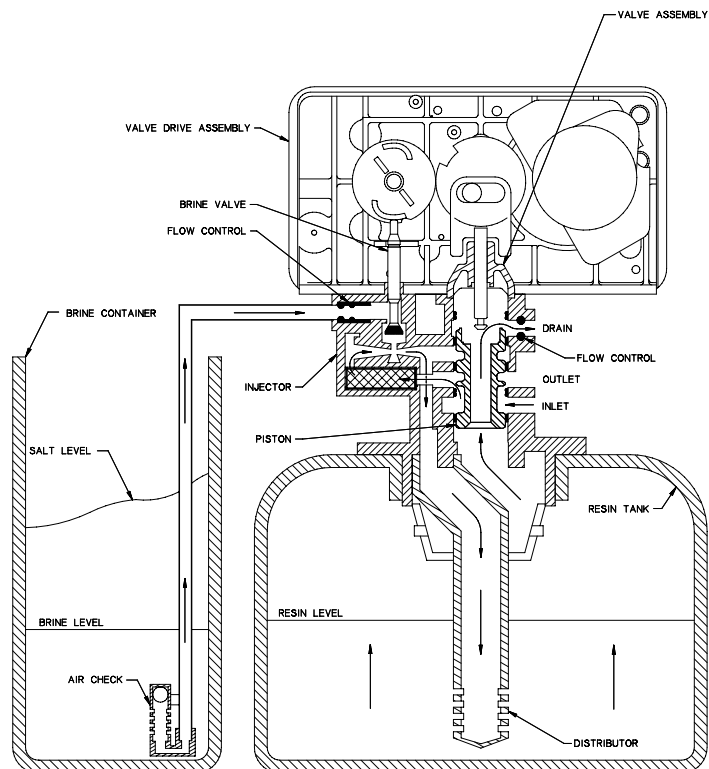 VALVE ASSEMBLY
VALVE DRIVE ASSEMBLY
BRINE VALVE
FLOW CONTROL
BRINE CONTAINER
DRAIN
FLOW CONTROL
INJECTOR
OUTLET
INLET
PISTON
SALT LEVEL
RESIN TANK
BRINE LEVEL
RESIN LEVEL
AIR CHECK
DISTRIBUTOR